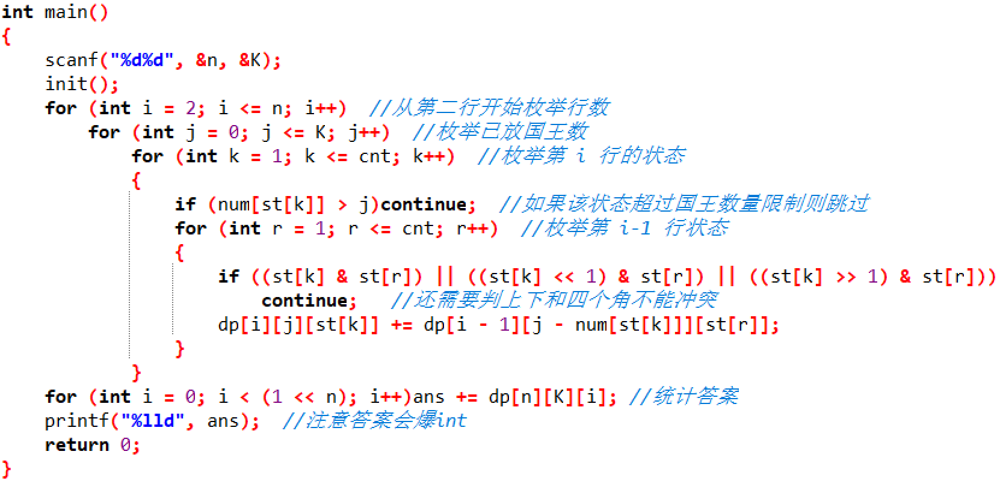 int main()
{
    scanf("%d%d", &n, &K);
    init();
    for (int i = 2; i <= n; i++)  //从第二行开始枚举行数
        for (int j = 0; j <= K; j++)  //枚举已放国王数
            for (int k = 1; k <= cnt; k++)  //枚举第 i 行的状态
            {
                if (num[st[k]] > j)continue;  //如果该状态超过国王数量限制则跳过
                for (int r = 1; r <= cnt; r++)  //枚举第 i-1 行状态
                {
                    if ((st[k] & st[r]) || ((st[k] << 1) & st[r]) || ((st[k] >> 1) & st[r]))
                        continue;   //还需要判上下和四个角不能冲突
                    dp[i][j][st[k]] += dp[i - 1][j - num[st[k]]][st[r]];
                }
            }
    for (int i = 0; i < (1 << n); i++)ans += dp[n][K][i]; //统计答案
    printf("%lld", ans);  //注意答案会爆int
    return 0;
}